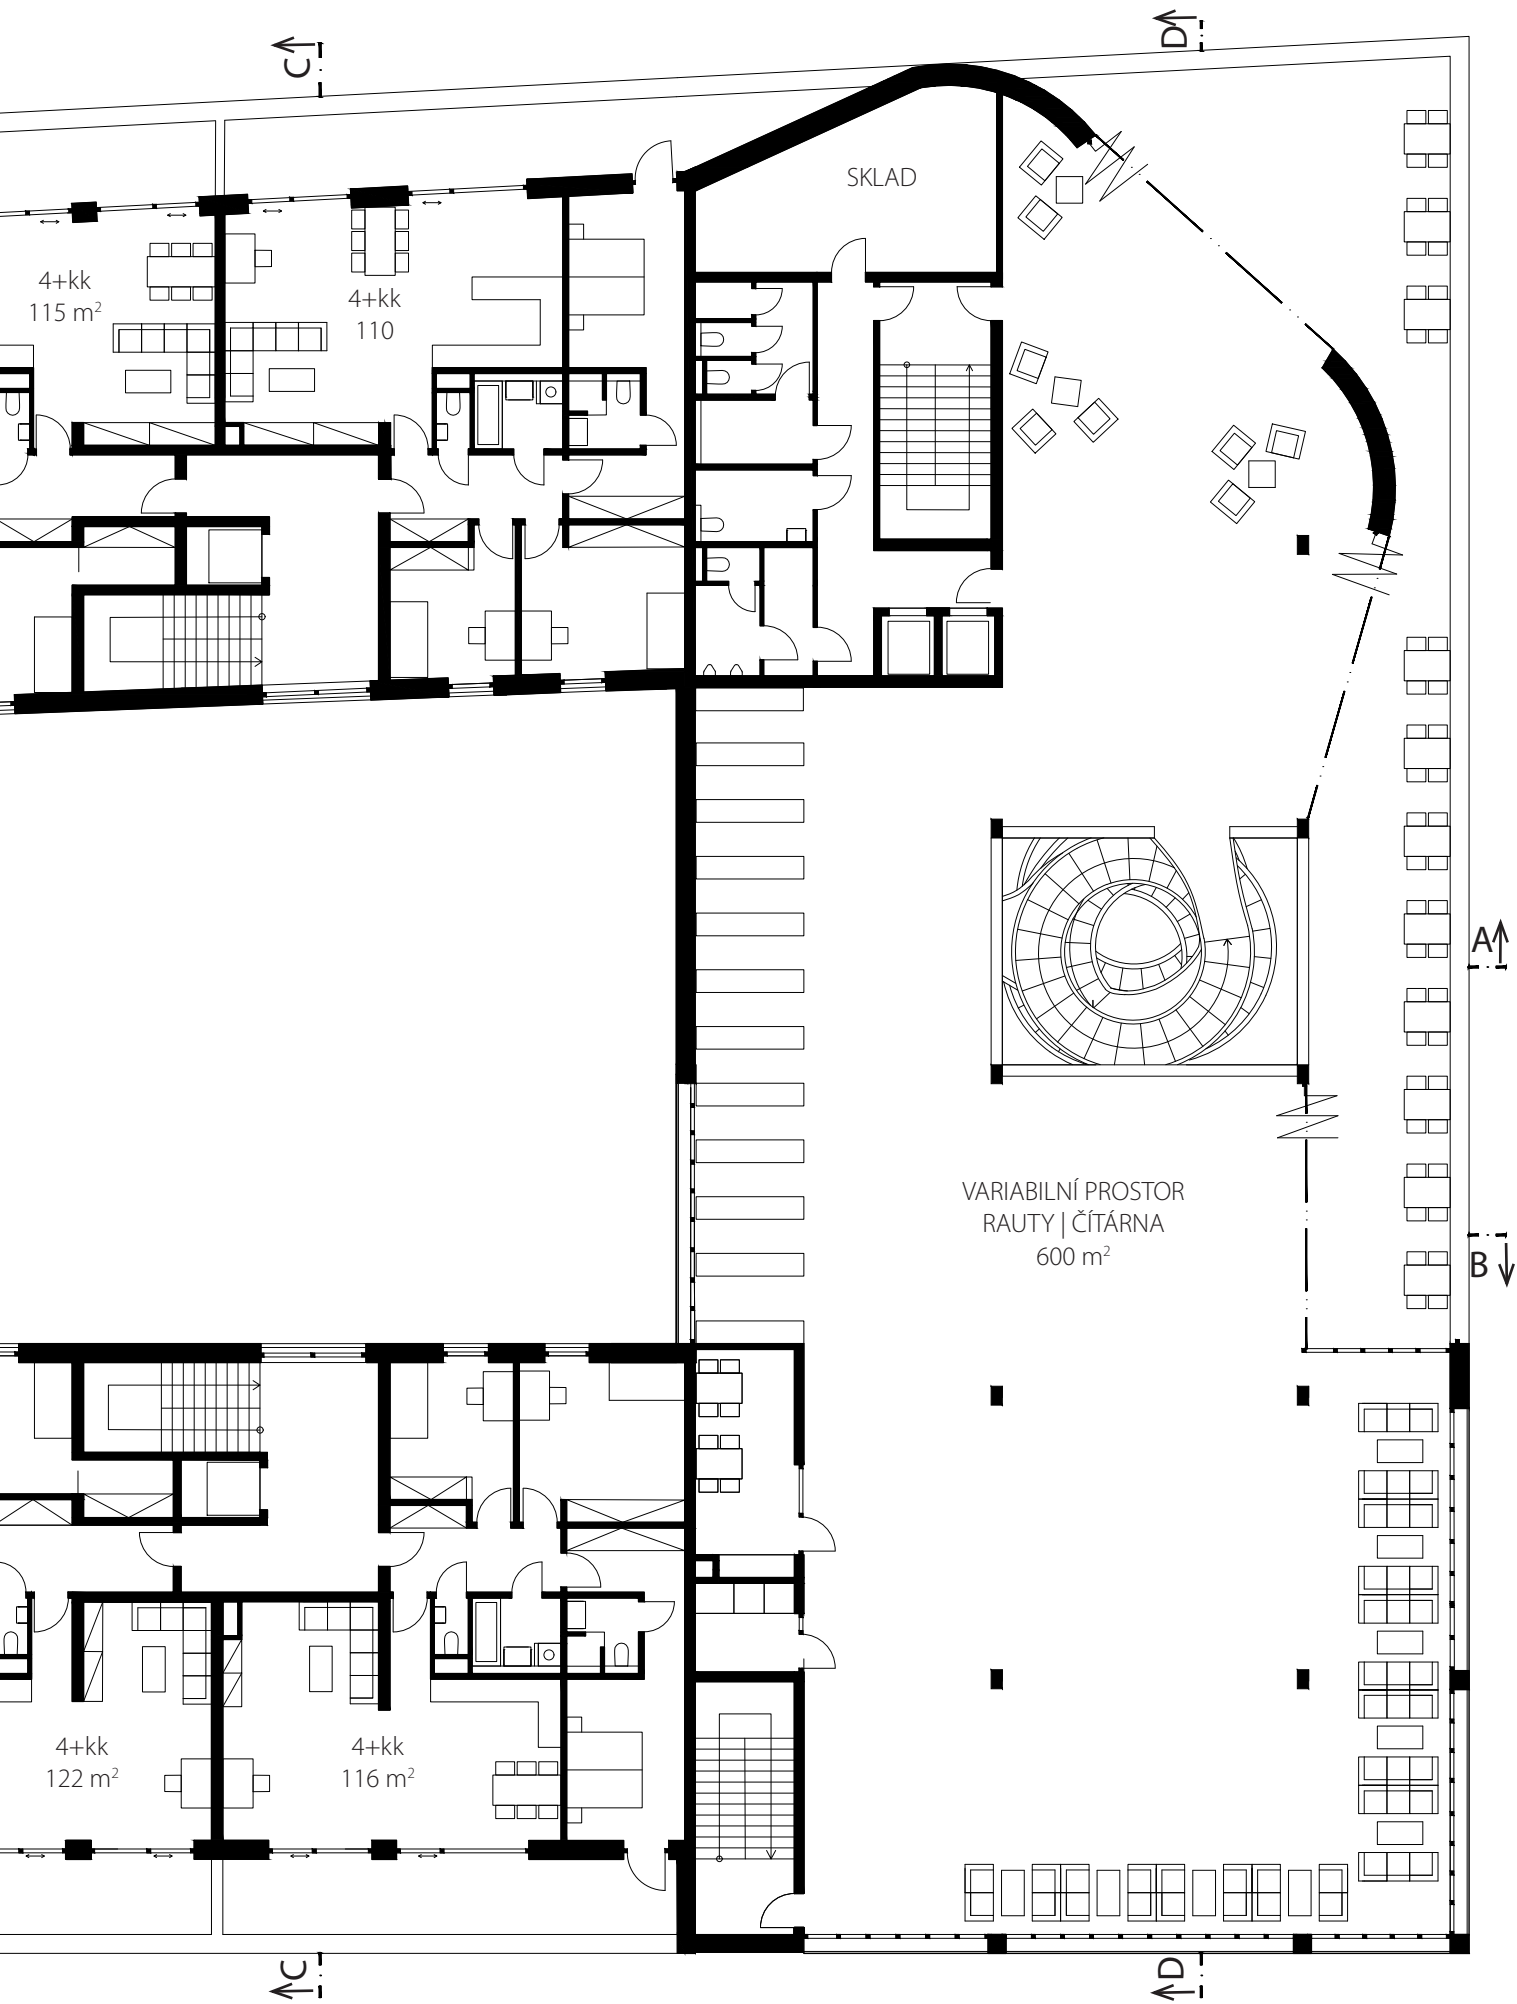 C
D
SKLAD
4+kk
115 m²
4+kk
110
A
VARIABILNÍ PROSTOR
RAUTY | ČÍTÁRNA
600 m²
B
4+kk
122 m²
4+kk
116 m²
C
D